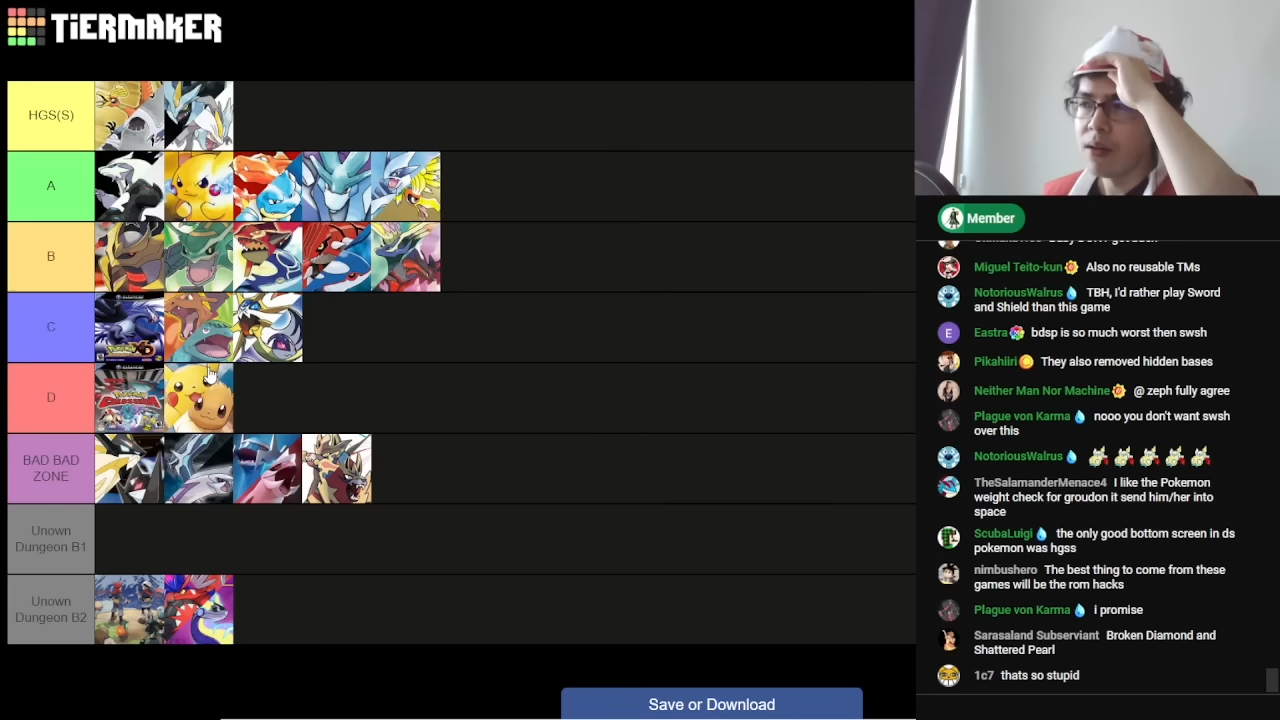 TiERMAKER
HGS(S)
A
B
C
D
BAD BAD
ZONE
Unown
Dungeon B1
Unown
Dungeon B2
Save or Download
Member
Miguel Teito-kun Also no reusable TMs
NotoriousWalrus TBH, I'd rather play Sword
and Shield than this game
Eastra bdsp is so much worst then swsh
Pikahiiri They also removed hidden bases
Neither Man Nor Machine @ zeph fully agree
Plague von Karma nooo you don't want swsh
over this
NotoriousWalrus
TheSalamanderMenace4 I like the Pokemon
weight check for groudon it send him/her into
space
ScubaLuigi the only good bottom screen in ds
pokemon was hgss
nimbushero The best thing to come from these
games will be the rom hacks
Plague von Karma i promise
Sarasaland Subserviant Broken Diamond and
Shattered Pearl
1c7 thats so stupid